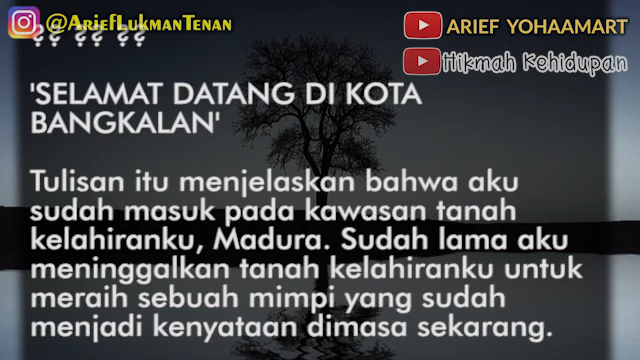 @AriefLukmanTenan
ARIEF YOHAAMART
Hikmah Kehidupan
'SELAMAT DATANG DI KOTA
BANGKALAN'
Tulisan itu menjelaskan bahwa aku
sudah masuk pada kawasan tanah
kelahiranku, Madura. Sudah lama aku
meninggalkan tanah kelahiranku untuk
meraih sebuah mimpi yang sudah
menjadi kenyataan dimasa sekarang.